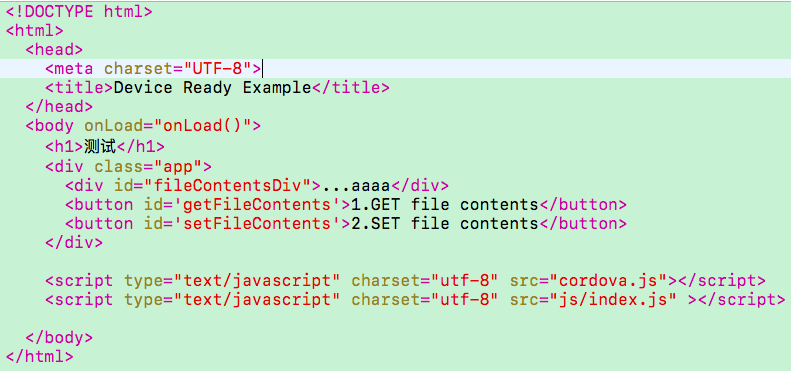 <!DOCTYPE html>
<html>
  <head>
    <meta charset="UTF-8">
    <title>Device Ready Example</title>
  </head>
  <body onLoad="onLoad()">
    <h1>测试</h1>
    <div class="app">
      <div id="fileContentsDiv">...aaaa</div>
      <button id='getFileContents'>1.GET file contents</button>
      <button id='setFileContents'>2.SET file contents</button>
    </div>

    <script type="text/javascript" charset="utf-8" src="cordova.js"></script>
    <script type="text/javascript" charset="utf-8" src="js/index.js" ></script>

  </body>
</html>